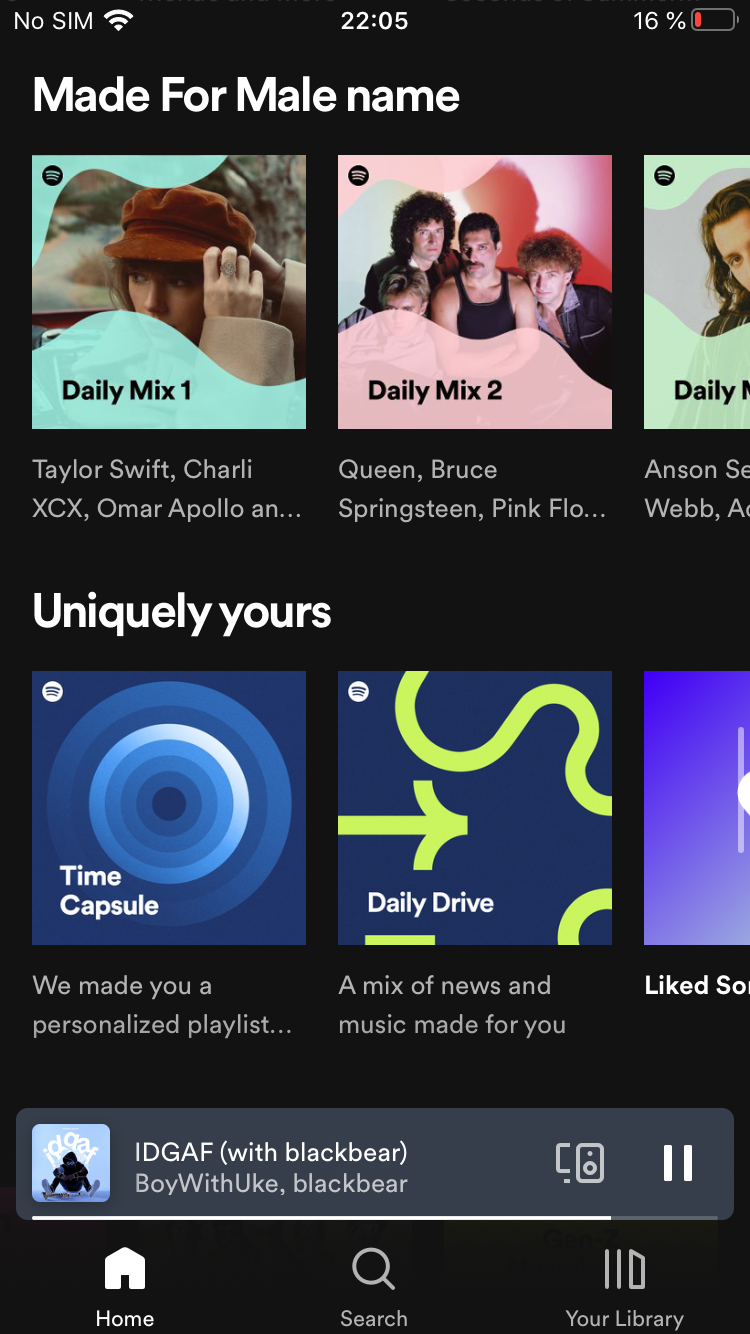 No SIM 22:05 16 %
Made For Male name
Daily Mix 1
Daily Mix 2
Daily
Taylor Swift, Charli
XCX, Omar Apollo an...
Queen, Bruce
Springsteen, Pink Flo...
Anson Se
Webb, Ac
Uniquely yours
Time
Capsule
Daily Drive
We made you a
personalized playlist...
A mix of news and
music made for you
Liked Son
idgaf
IDGAF (with blackbear)
BoyWithUke, blackbear
Gen-Z
Home
Search
Your Library